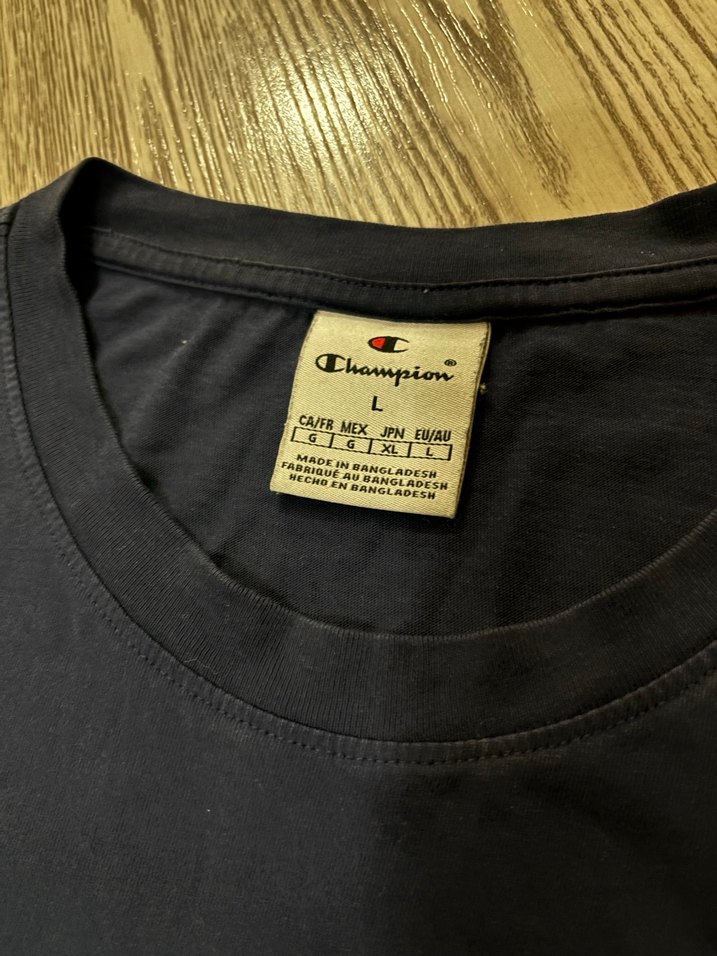 Champion®
L
CA/FR MEX JPN EU/AU
G G XL L
MADE IN BANGLADESH
FABRIQUÉ AU BANGLADESH
HECHO EN BANGLADESH